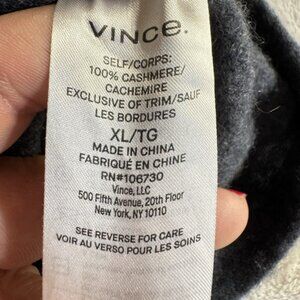 VINCE.
SELF/CORPS:
100% CASHMERE/
CACHEMIRE
EXCLUSIVE OF TRIM/SAUF
LES BORDURES
XL/TG
MADE IN CHINA
FABRIQUÉ EN CHINE
RN#106730
Vince, LLC
500 Fifth Avenue, 20th Floor
New York, NY 10110
SEE REVERSE FOR CARE
VOIR AU VERSO POUR LES SOINS